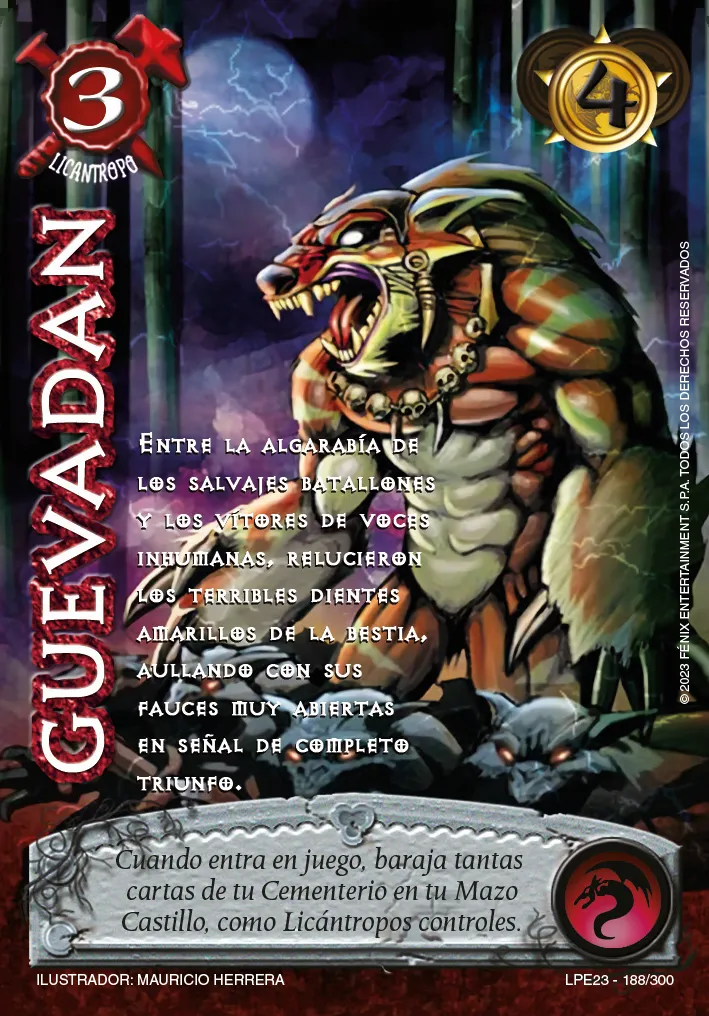 3
LICANTROPO
4
GUEVADAN
Entre la algarabía de
los salvajes batallones
y los vítores de voces
inhumanas, relucieron
los terribles dientes
amarillos de la bestia,
aullando con sus
fauces muy abiertas
en señal de completo
triunfo.
© 2023 FÉNIX ENTERTAINMENT S.P.A. TODOS LOS DERECHOS RESERVADOS
Cuando entra en juego, baraja tantas
cartas de tu Cementerio en tu Mazo
Castillo, como Licántropos controles.
ILUSTRADOR: MAURICIO HERRERA
LPE23 - 188/300